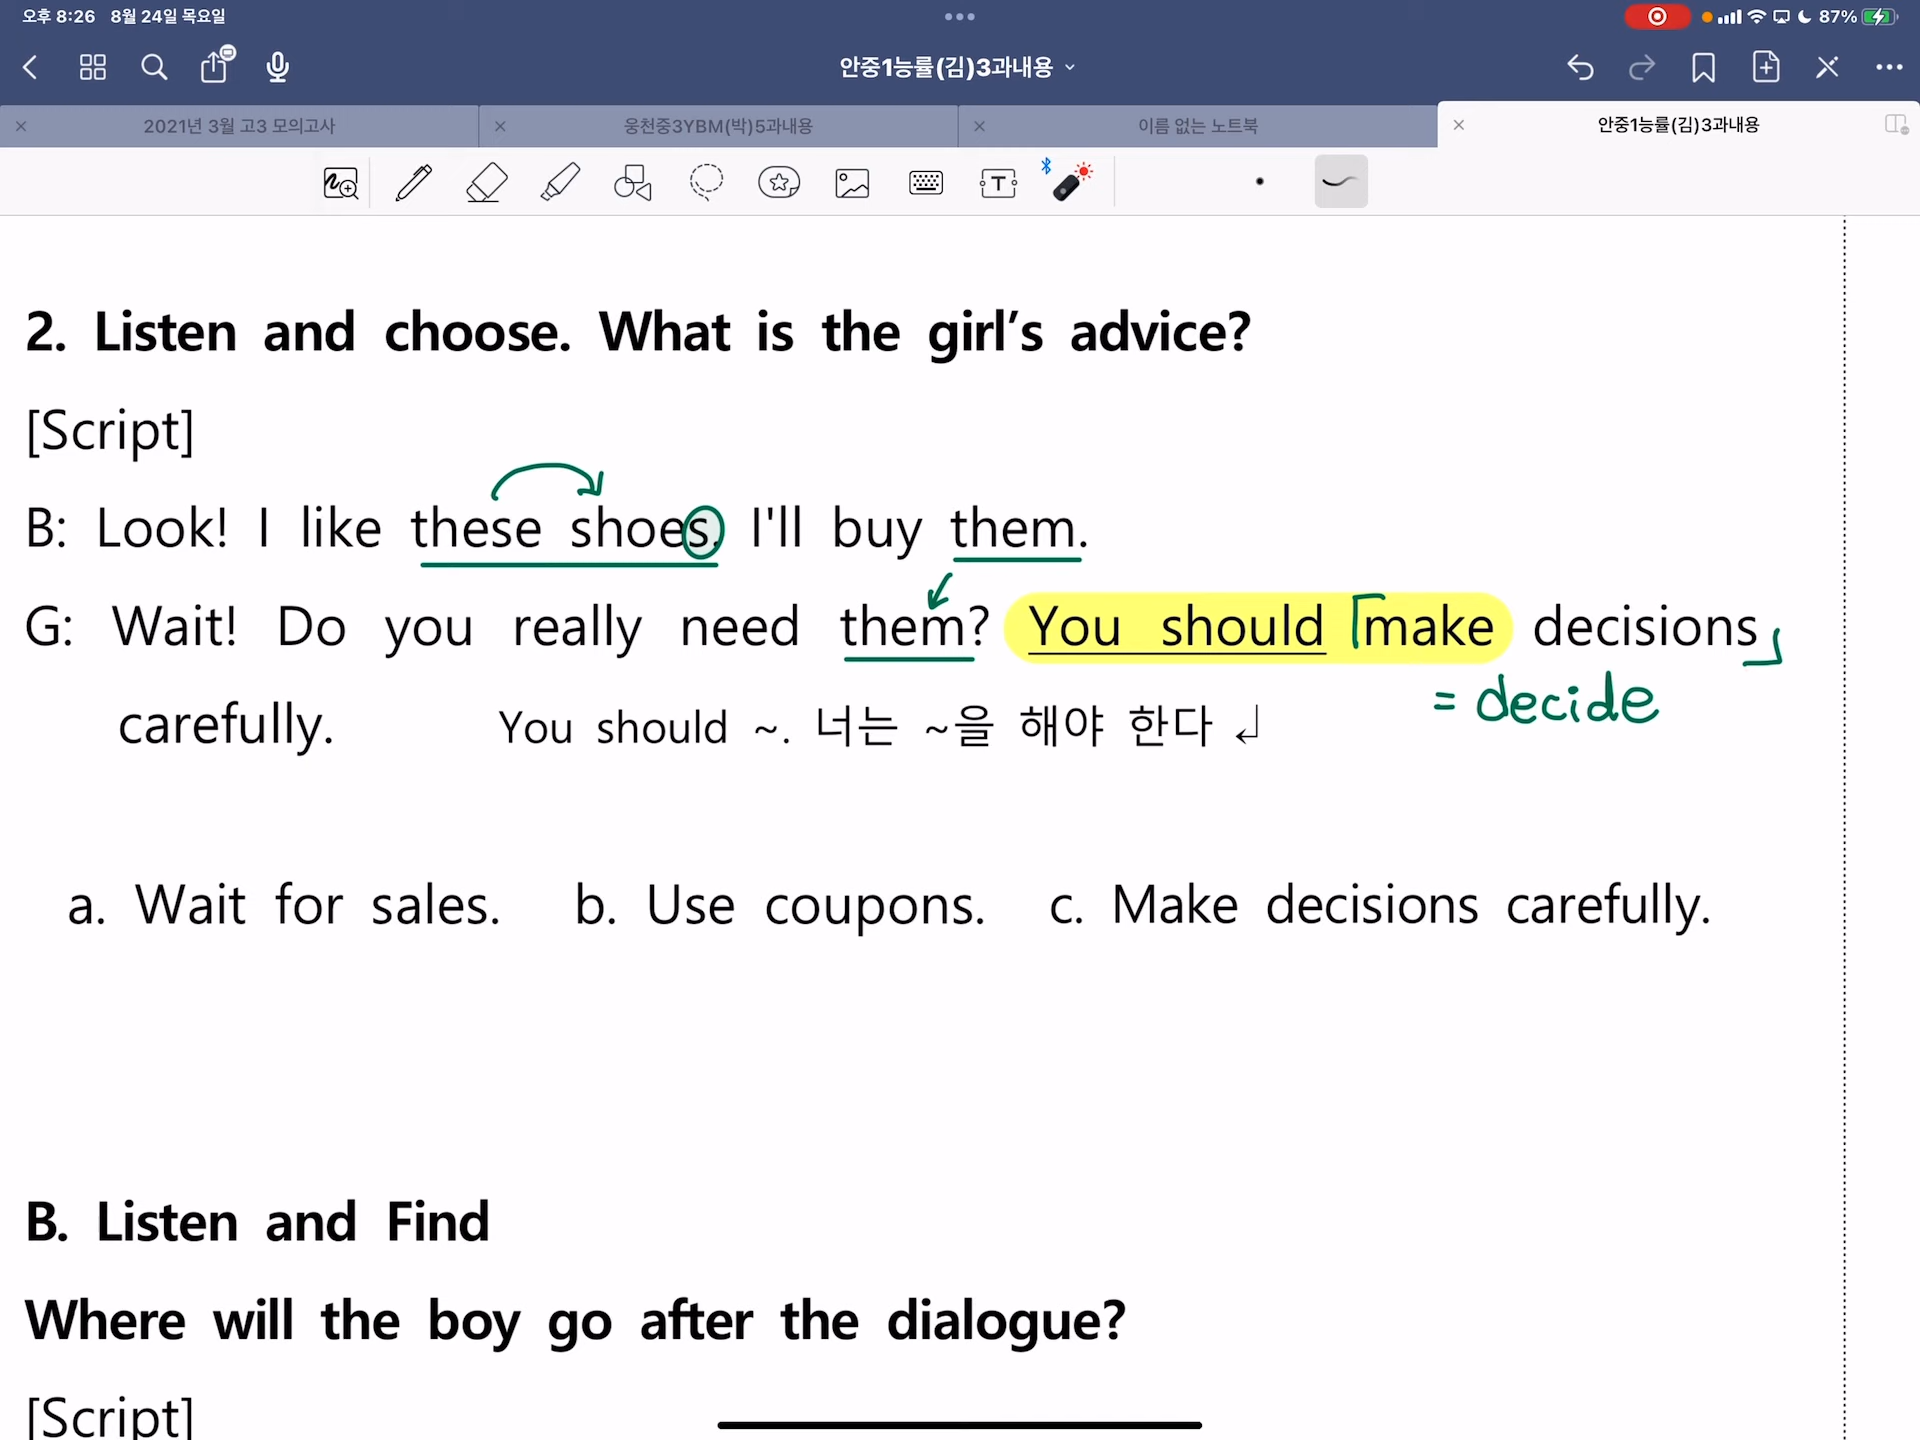 오후 8:26 8월 24일 목요일
87%
안중1능률(김)3과내용
2021년 3월 고3 모의고사
웅천중3YBM(박)5과내용
이름 없는 노트북
안중1능률(김)3과내용
2. Listen and choose. What is the girl’s advice?
[Script]
B: Look! I like these shoes. I'll buy them.
G: Wait! Do you really need them? You should make decisions
= decide
carefully. You should ~. 너는 ~을 해야 한다 ↲
a. Wait for sales. b. Use coupons. c. Make decisions carefully.
B. Listen and Find
Where will the boy go after the dialogue?
[Script]